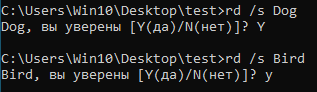 C:\Users\Win10\Desktop\test>rd /s Dog
Dog, вы уверены [Y(да)/N(нет)]? Y
C:\Users\Win10\Desktop\test>rd /s Bird
Bird, вы уверены [Y(да)/N(нет)]? y